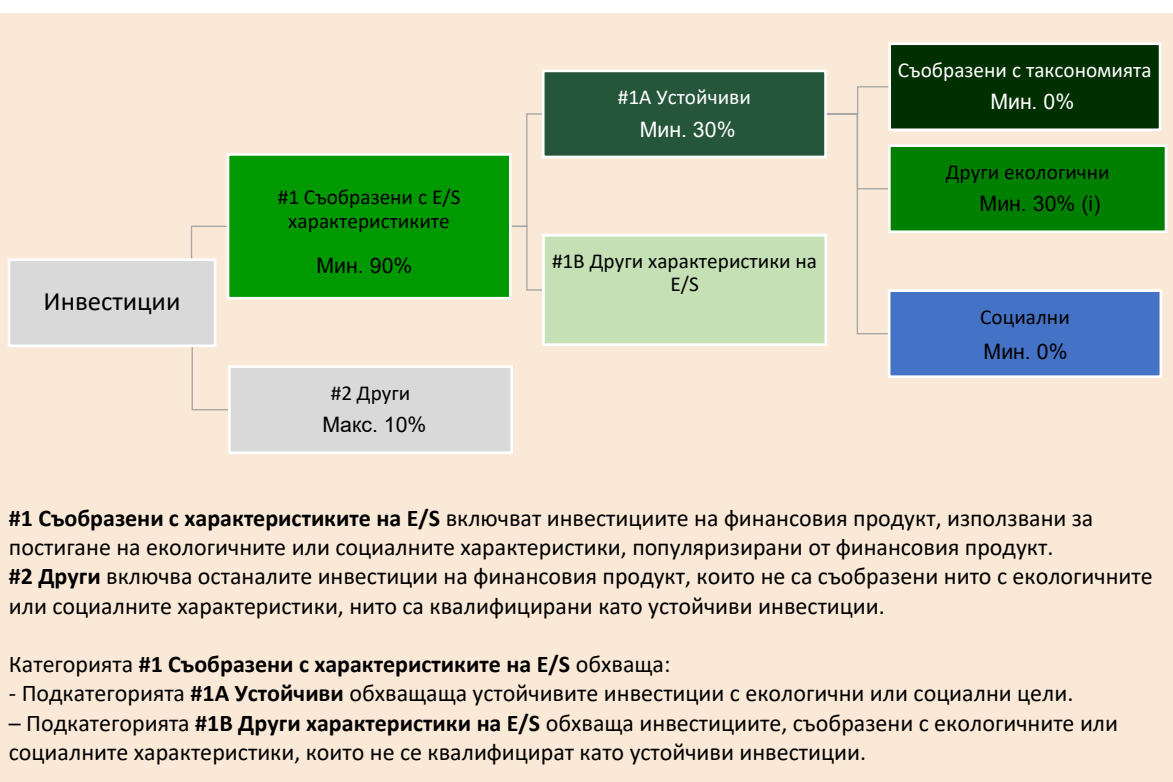 Инвестиции
#1 Съобразени с E/S
характеристиките
Мин. 90%
#2 Други
Макс. 10%
#1A Устойчиви
Мин. 30%
#1B Други характеристики на
E/S
Съобразени с таксономията
Мин. 0%
Други екологични
Мин. 30% (i)
Социални
Мин. 0%
#1 Съобразени с характеристиките на E/S включват инвестициите на финансовия продукт, използвани за
постигане на екологичните или социалните характеристики, популяризирани от финансовия продукт.
#2 Други включва останалите инвестиции на финансовия продукт, които не са съобразени нито с екологичните
или социалните характеристики, нито са квалифицирани като устойчиви инвестиции.
Категорията #1 Съобразени с характеристиките на E/S обхваща:
- Подкатегорията #1A Устойчиви обхващаща устойчивите инвестиции с екологични или социални цели.
– Подкатегорията #1B Други характеристики на E/S обхваща инвестициите, съобразени с екологичните или
социалните характеристики, които не се квалифицират като устойчиви инвестиции.